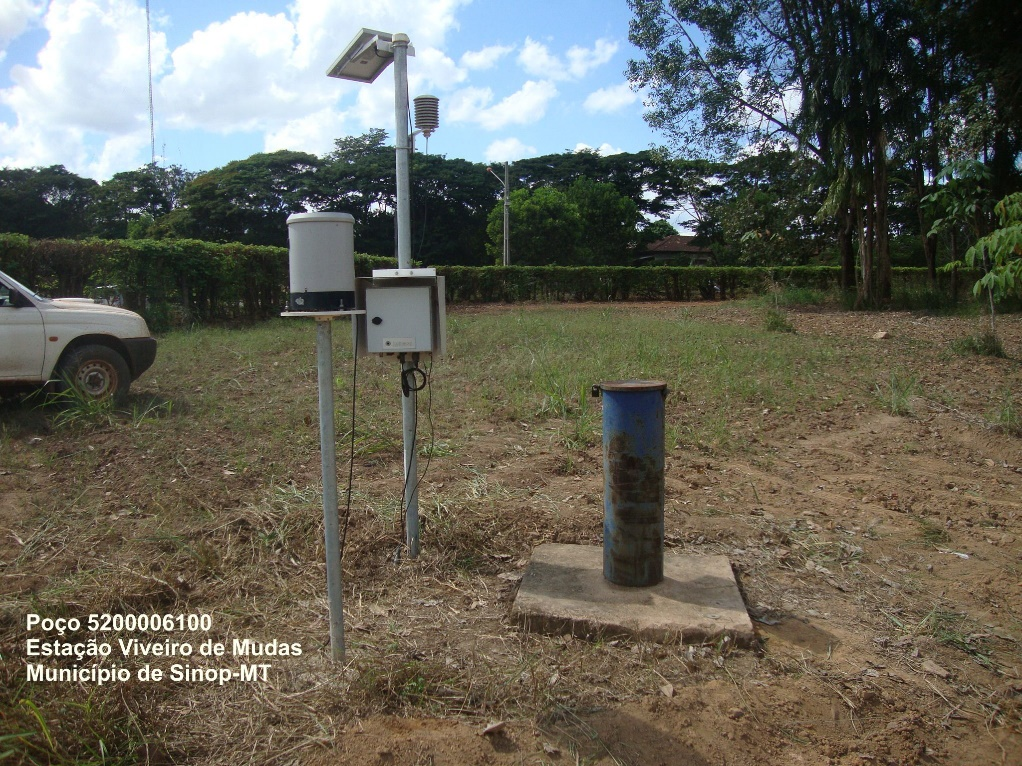 Poço 5200006100
Estação Viveiro de Mudas
Município de Sinop-MT